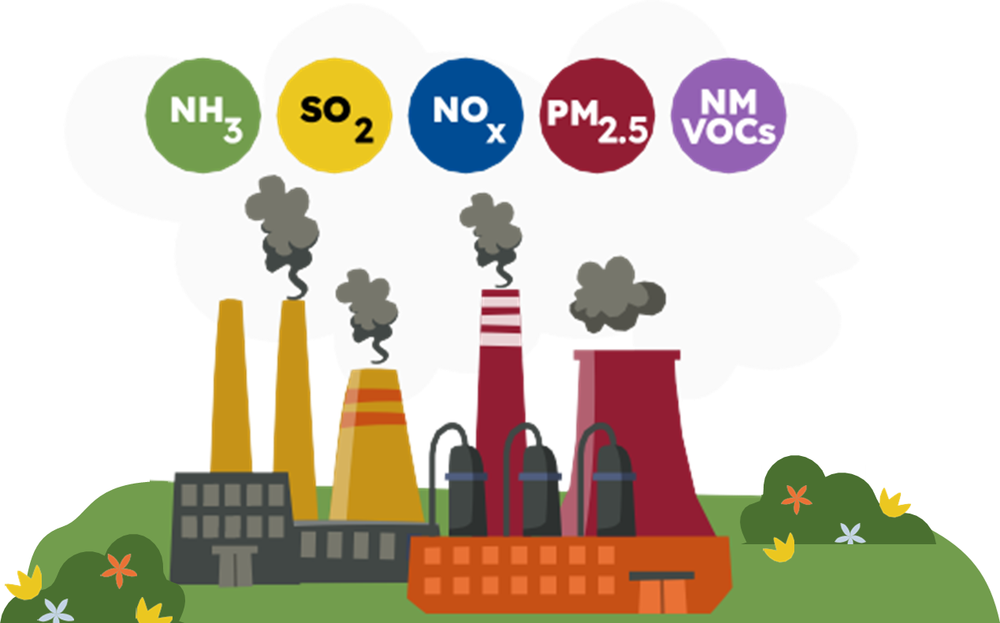 NH₃
SO₂
NOₓ
PM₂.₅
NM
VOCs